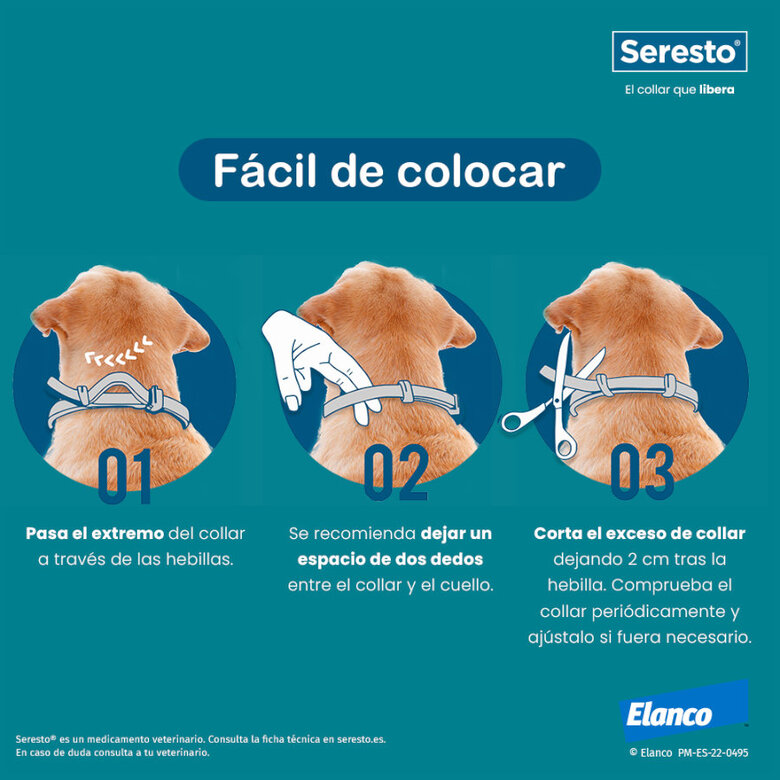 Seresto®
El collar que libera
Fácil de colocar
01
Pasa el extremo del collar
a través de las hebillas.
02
Se recomienda dejar un
espacio de dos dedos
entre el collar y el cuello.
03
Corta el exceso de collar
dejando 2 cm tras la
hebilla. Comprueba el
collar periódicamente y
ajústalo si fuera necesario.
Seresto® es un medicamento veterinario. Consulta la ficha técnica en seresto.es.
En caso de duda consulta a tu veterinario.
Elanco
© Elanco PM-ES-22-0495